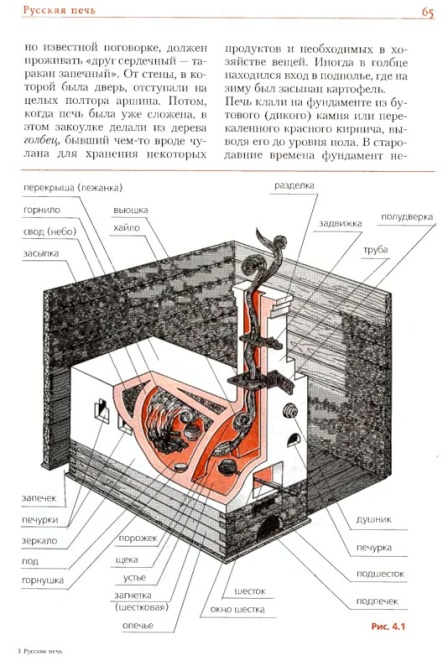 Русская печь 65
но известной поговорке, должен
проживать «друг сердечный — та-
ракан запечный». От стены, в ко-
торой была дверь, отступали на
целых полтора аршина. Потом,
когда печь была уже сложена, в
этом закоулке делали из дерева
голбец, бывший чем-то вроде чу-
лана для хранения некоторых
продуктов и необходимых в хо-
зяйстве вещей. Иногда в голбце
находился вход в подполье, где на
зиму был засыпан картофель.
Печь клали на фундаменте из бу-
тового (дикого) камня или пере-
каленного красного кирпича, вы-
водя его до уровня пола. В старо-
давние времена фундамент не-
перекрыша (лежанка)
горнило
свод (небо)
засыпка
вьюшка
хайло
разделка
задвижка
полудверка
труба
запечек
печурки
зеркало
под
горнушка
порожек
щека
устье
загнетка
(шестковая)
опечье
шесток
окно шестка
душник
печурка
подшесток
подпечек
Рис. 4.1
3 Русская печь